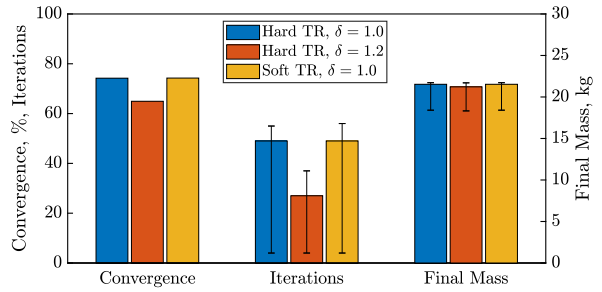 Convergence, %, Iterations
100
80
60
40
20
0
Hard TR, δ = 1.0
Hard TR, δ = 1.2
Soft TR, δ = 1.0
30
25
20
15
10
5
0
Final Mass, kg
Convergence
Iterations
Final Mass